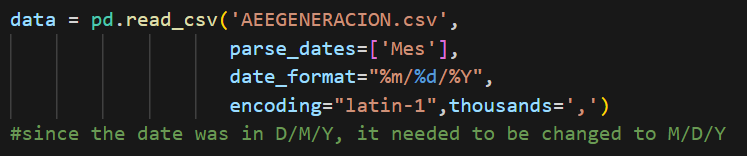 data = pd.read_csv('AEEGENERACION.csv',
parse_dates=['Mes'],
date_format="%m/%d/%Y",
encoding="latin-1",thousands=',')
#since the date was in D/M/Y, it needed to be changed to M/D/Y